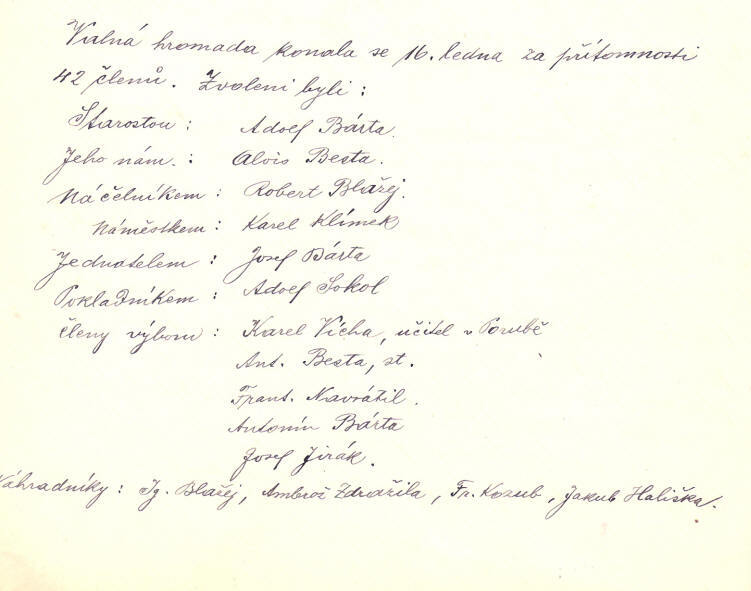 Valná hromada konala se 16. ledna za přítomnosti
42 členů. Zvoleni byli :
Starostou : Adolf Bárta.
Jeho nám. : Alois Besta.
Náčelníkem : Robert Blažej.
Náměstkem : Karel Klímek
Jednatelem : Josef Bárta
Pokladníkem : Adolf Sokol
členy výboru : Karel Vícha, učitel v Porubě
Ant. Besta, st.
Frant. Navrátil.
Antonín Bárta
Josef Jirák.
Náhradníky : Ig. Blažej, Ambrož Zdražila, Fr. Kozub, Jakub Hališka.